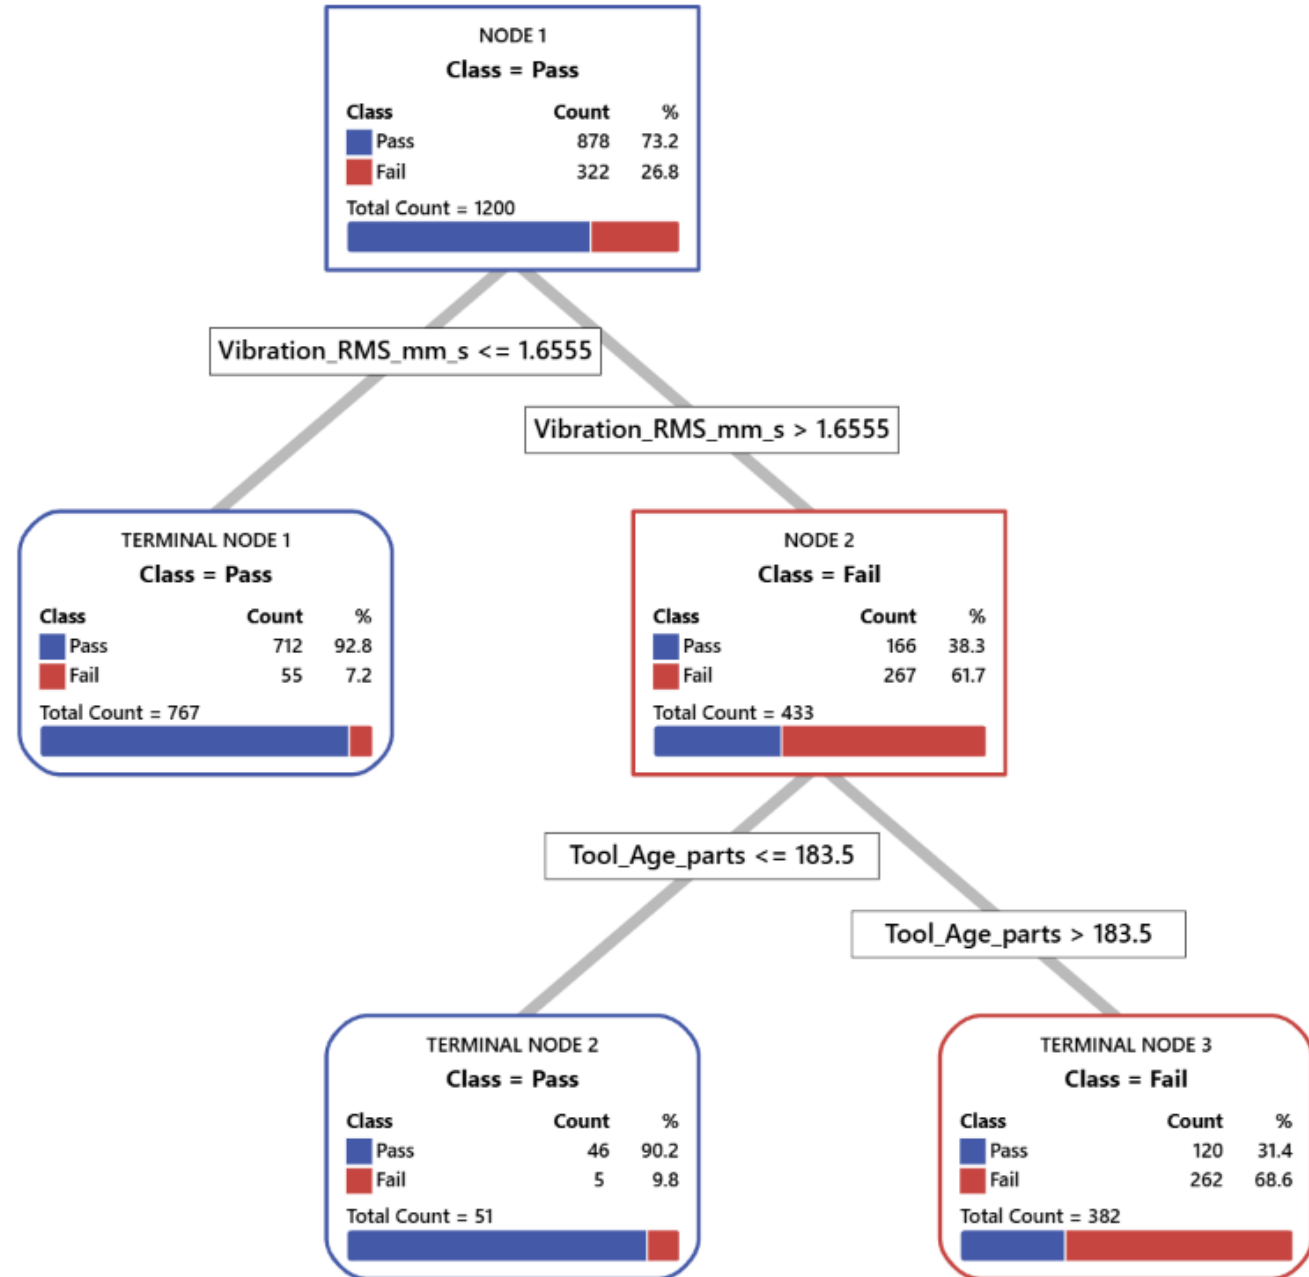 NODE 1
Class = Pass
Class Count %
Pass 878 73.2
Fail 322 26.8
Total Count = 1200
Vibration_RMS_mm_s <= 1.6555
Vibration_RMS_mm_s > 1.6555
TERMINAL NODE 1
Class = Pass
Class Count %
Pass 712 92.8
Fail 55 7.2
Total Count = 767
NODE 2
Class = Fail
Class Count %
Pass 166 38.3
Fail 267 61.7
Total Count = 433
Tool_Age_parts <= 183.5
Tool_Age_parts > 183.5
TERMINAL NODE 2
Class = Pass
Class Count %
Pass 46 90.2
Fail 5 9.8
Total Count = 51
TERMINAL NODE 3
Class = Fail
Class Count %
Pass 120 31.4
Fail 262 68.6
Total Count = 382